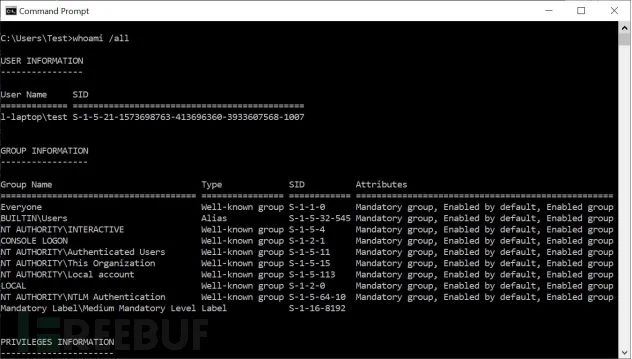 Command Prompt
C:\Users\Test>whoami /all
USER INFORMATION
----------------
User Name     SID
============= ==============================================
l-laptop\test S-1-5-21-1573698763-413696360-3933607568-1007
GROUP INFORMATION
-----------------
Group Name                             Type             SID          Attributes
====================================== ================ ============ ==================================================
Everyone                               Well-known group S-1-1-0      Mandatory group, Enabled by default, Enabled group
BUILTIN\Users                          Alias            S-1-5-32-545 Mandatory group, Enabled by default, Enabled group
NT AUTHORITY\INTERACTIVE               Well-known group S-1-5-4      Mandatory group, Enabled by default, Enabled group
CONSOLE LOGON                          Well-known group S-1-2-1      Mandatory group, Enabled by default, Enabled group
NT AUTHORITY\Authenticated Users       Well-known group S-1-5-11     Mandatory group, Enabled by default, Enabled group
NT AUTHORITY\This Organization         Well-known group S-1-5-15     Mandatory group, Enabled by default, Enabled group
NT AUTHORITY\Local account             Well-known group S-1-5-113    Mandatory group, Enabled by default, Enabled group
LOCAL                                  Well-known group S-1-2-0      Mandatory group, Enabled by default, Enabled group
NT AUTHORITY\NTLM Authentication       Well-known group S-1-5-64-10  Mandatory group, Enabled by default, Enabled group
Mandatory Label\Medium Mandatory Level Label            S-1-16-8192
REEBUF
PRIVILEGES INFORMATION
----------------------